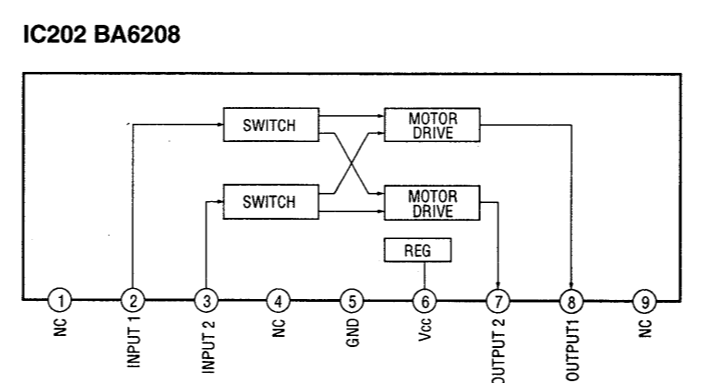 IC202 BA6208
SWITCH
MOTOR
DRIVE
SWITCH
MOTOR
DRIVE
REG
1
2
3
4
5
6
7
8
9
NC
INPUT 1
INPUT 2
NC
GND
Vcc
OUTPUT 2
OUTPUT1
NC